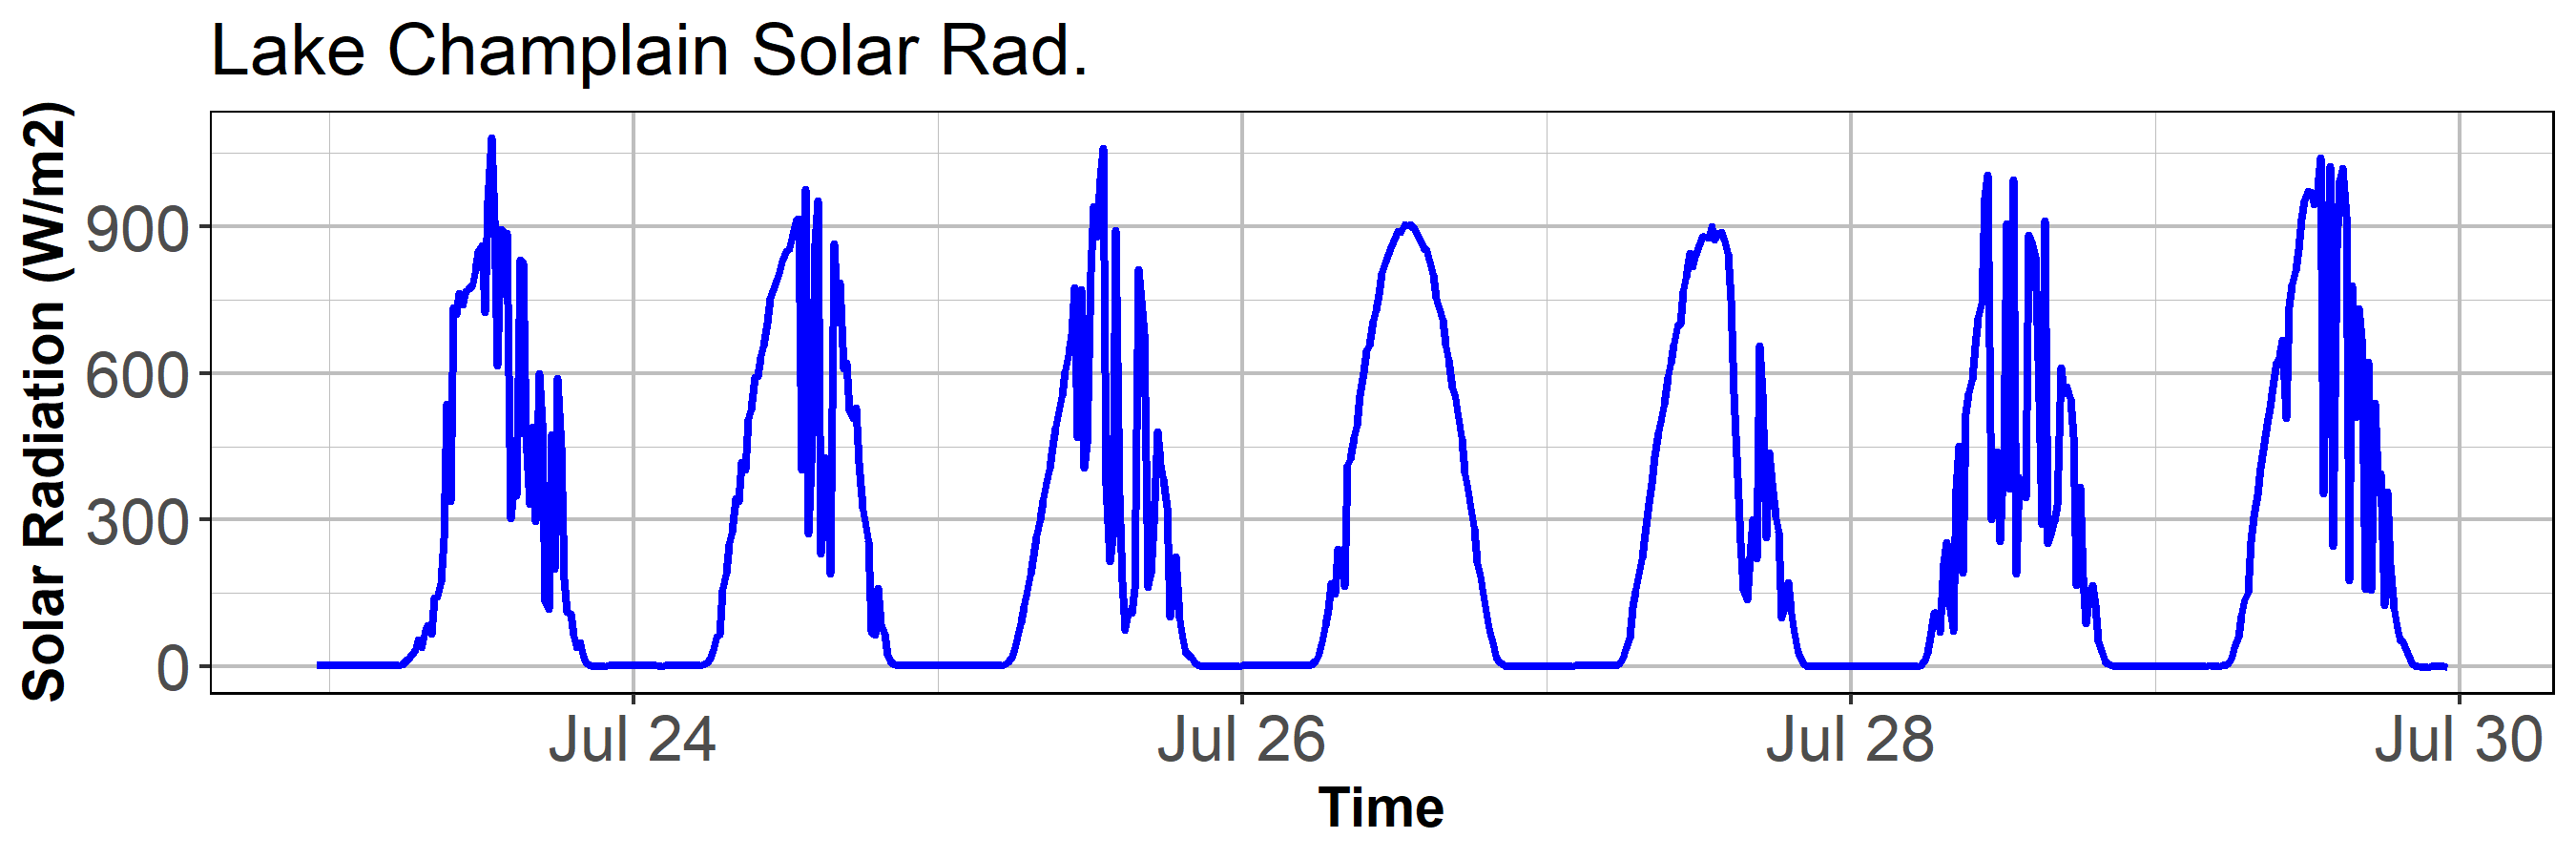 Lake Champlain Solar Rad.
Solar Radiation (W/m2)
900
600
300
0
Jul 24 Jul 26 Jul 28 Jul 30
Time